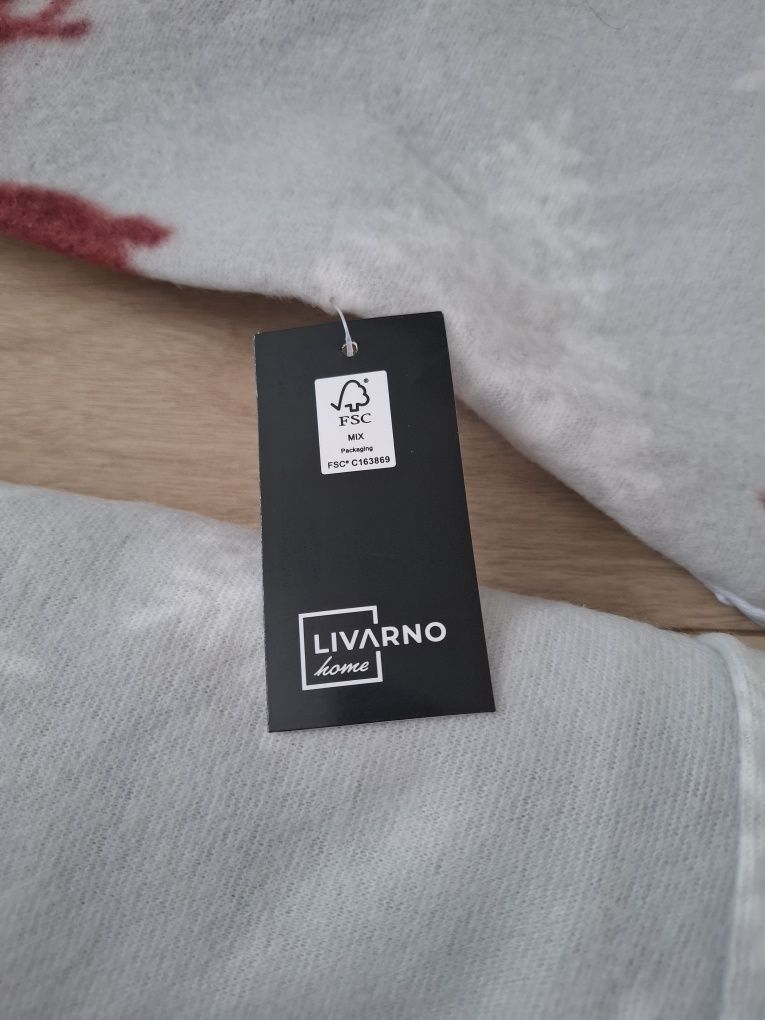 FSC
MIX
Packaging
FSC® C163869
LIVARNO
home